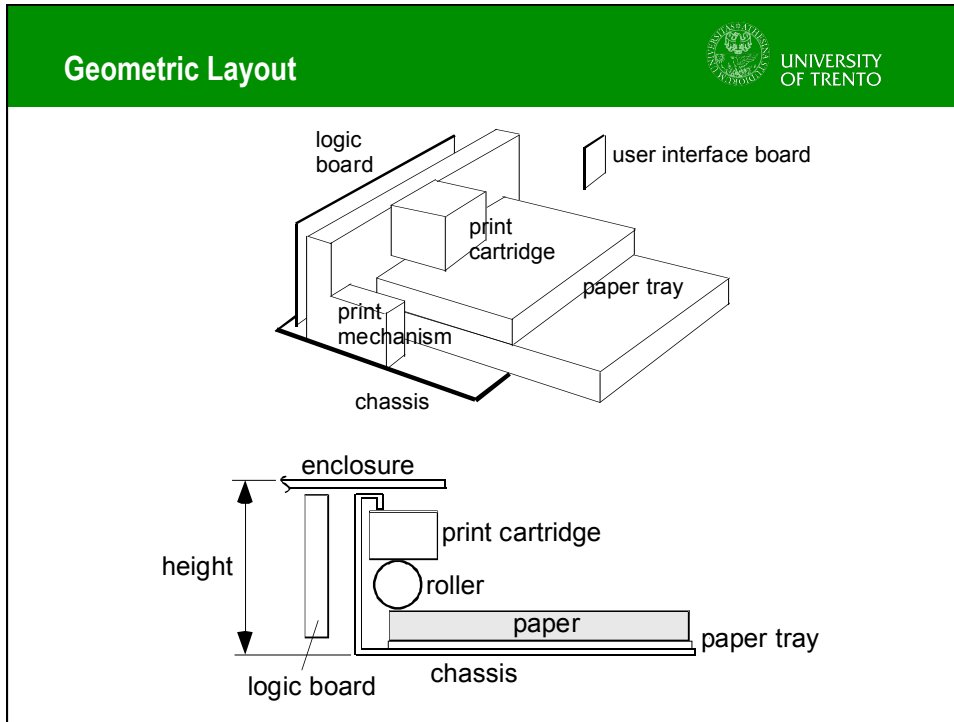 Geometric Layout
UNIVERSITY
OF TRENTO
logic
board
user interface board
print
cartridge
paper tray
print
mechanism
chassis
enclosure
print cartridge
height
roller
paper
paper tray
chassis
logic board